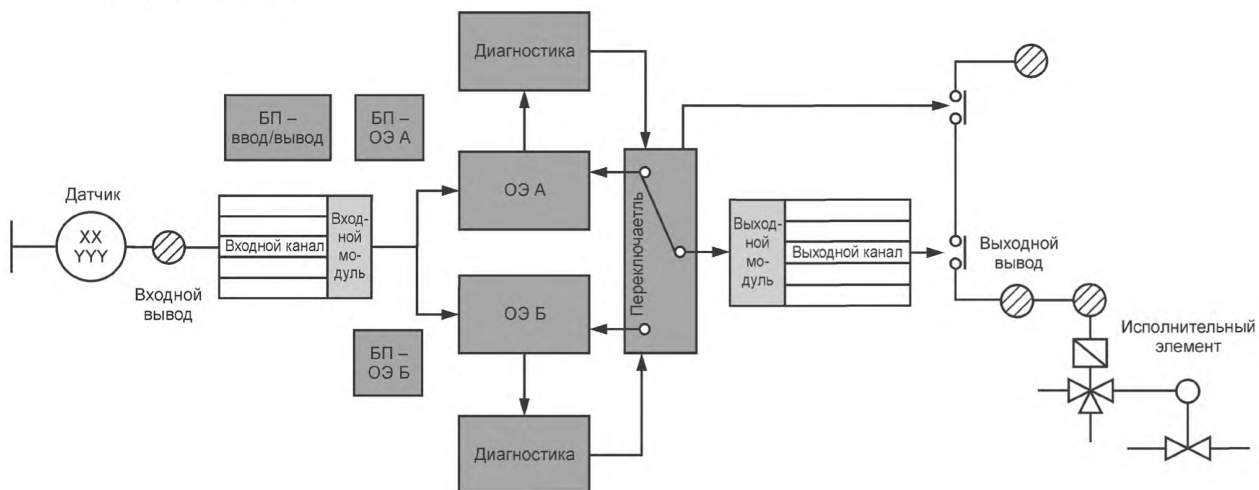 Диагностика
БП –
ввод/вывод
БП –
ОЭ А
ОЭ А
Датчик
XX
YYY
Входной
вывод
Входной канал
Вход-
ной
мо-
дуль
Переключаетль
Выход-
ной
мо-
дуль
Выходной канал
Выходной
вывод
ОЭ Б
БП –
ОЭ Б
Исполнительный
элемент
Диагностика